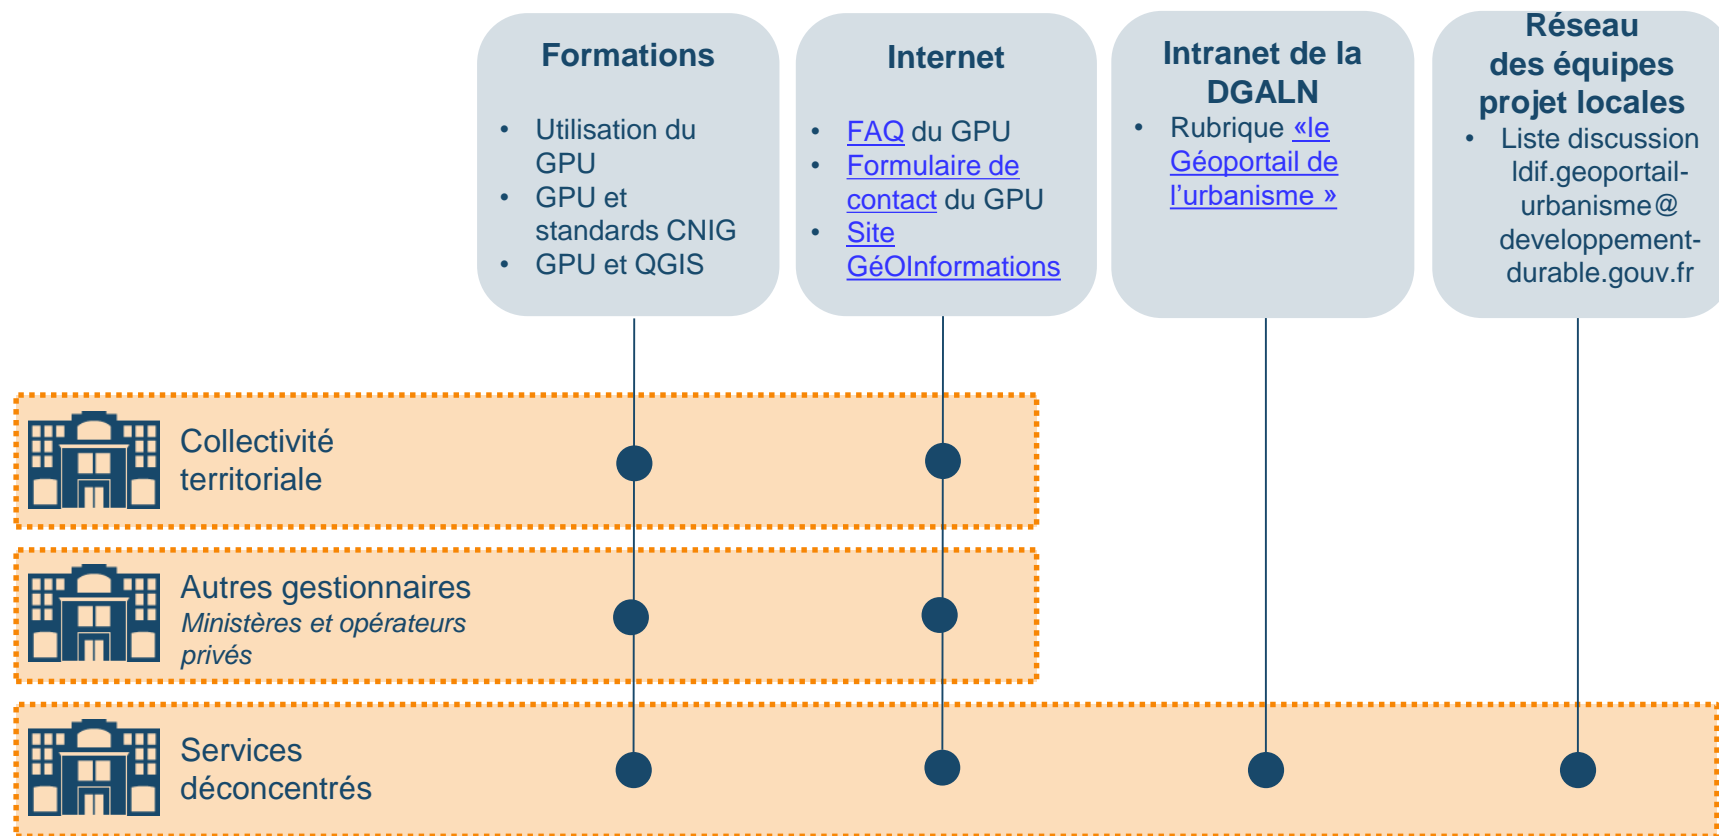 Formations
• Utilisation du
GPU
• GPU et
standards CNIG
• GPU et QGIS
Internet
• FAQ du GPU
• Formulaire de
contact du GPU
• Site
GéOInformations
Intranet de la
DGALN
• Rubrique «le
Géoportail de
l’urbanisme »
Réseau
des équipes
projet locales
• Liste discussion
ldif.geoportail-
urbanisme@
developpement-
durable.gouv.fr
Collectivité
territoriale
Autres gestionnaires
Ministères et opérateurs
privés
Services
déconcentrés